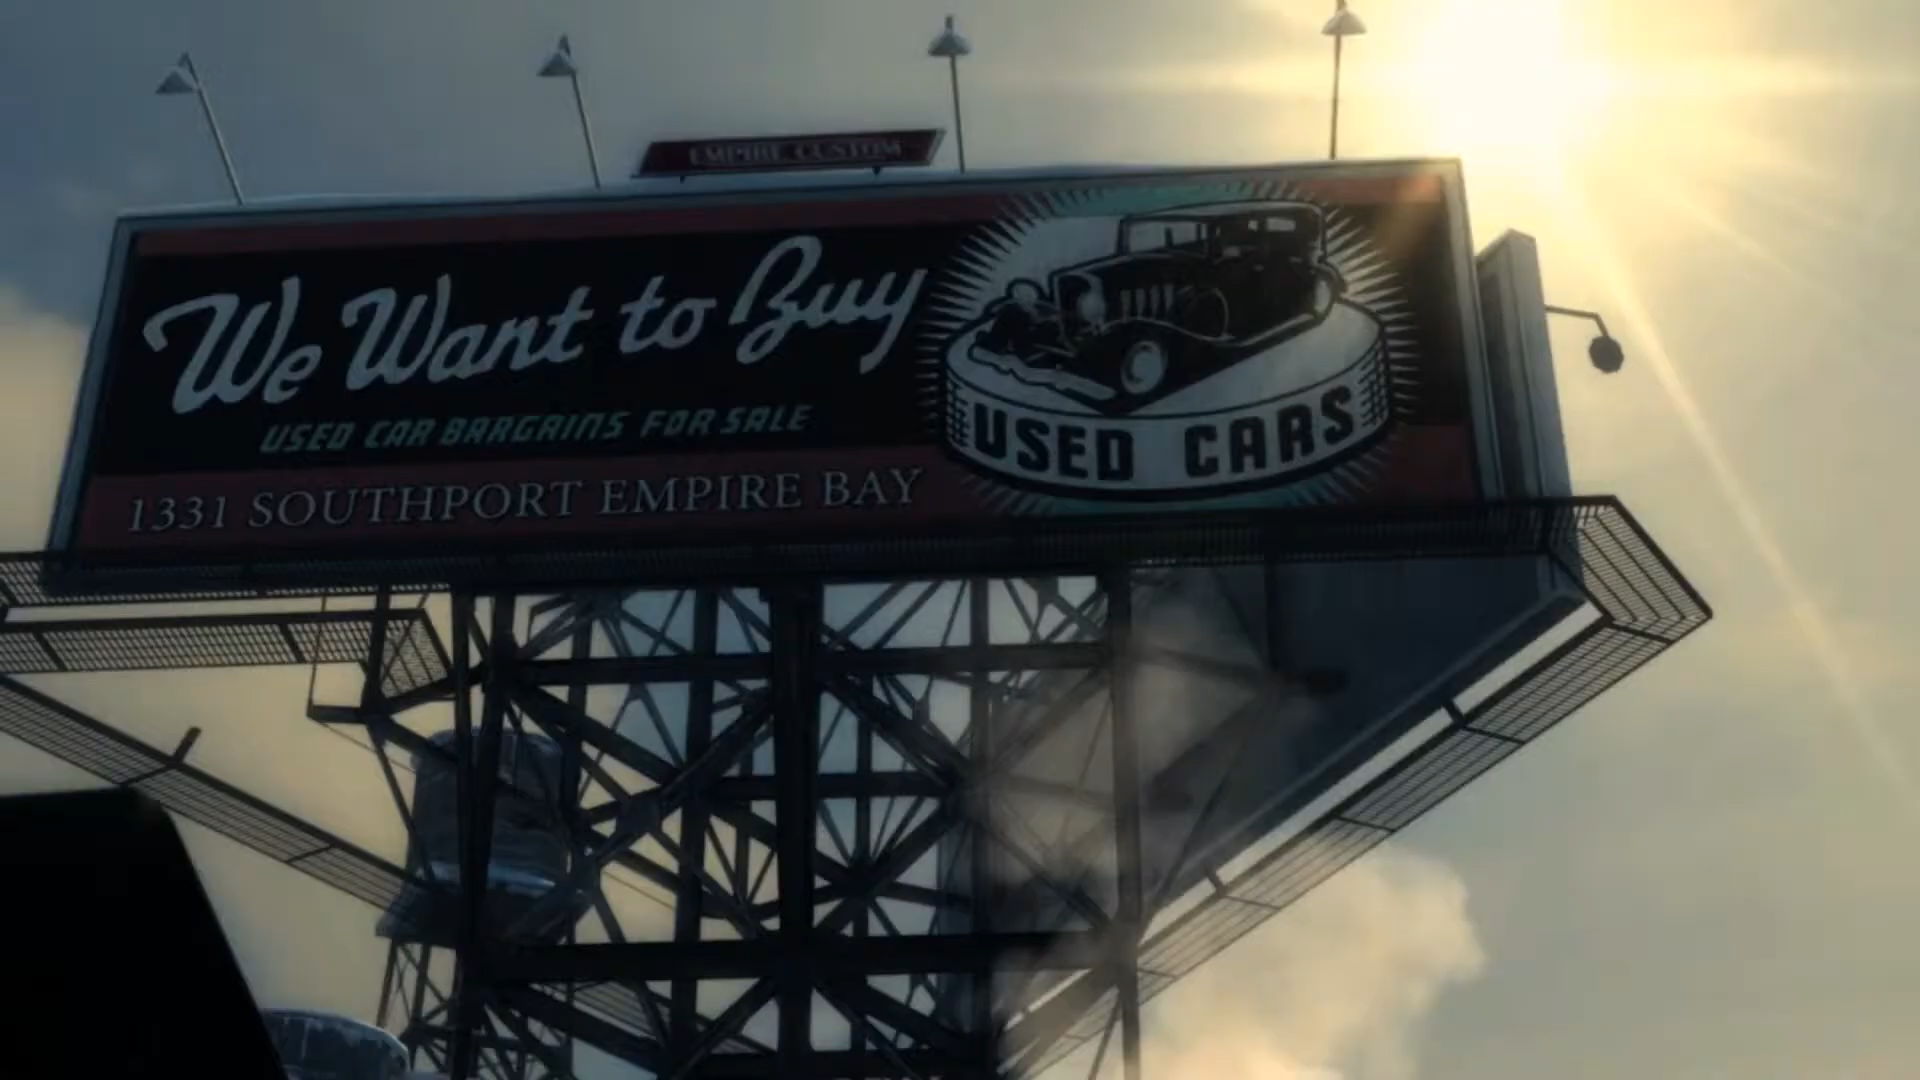 EMPIRE CUSTOM
We Want to Buy
USED CAR BARGAINS FOR SALE
1331 SOUTHPORT EMPIRE BAY
USED CARS